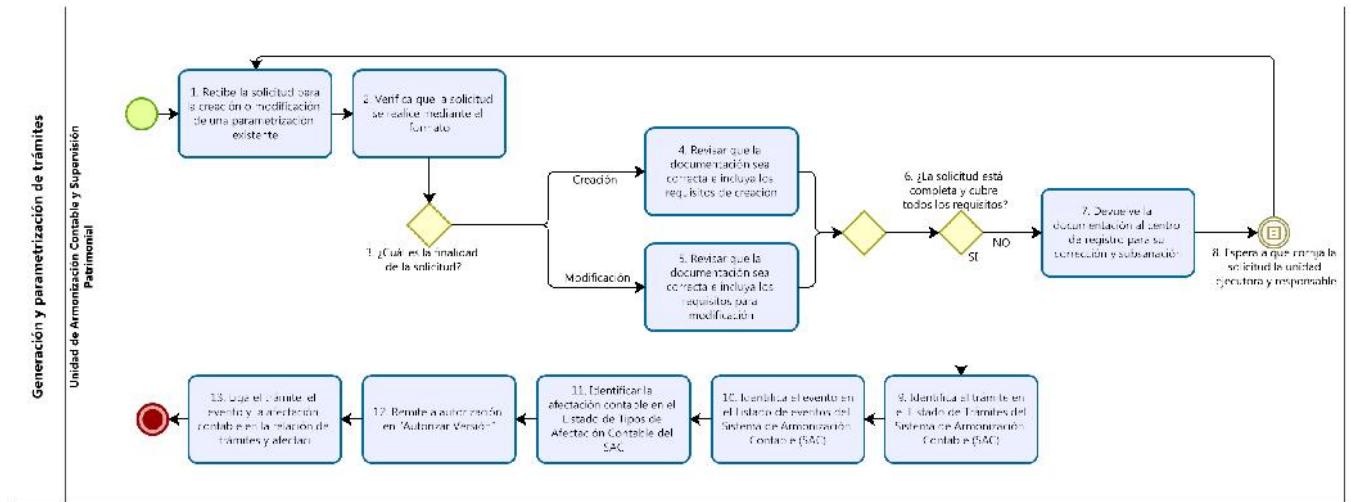 Generación y parametrización de trámites
Unidad de Armonización Contable y Supervisión
Patrimonial
1. Recibe la solicitud para
la creación o modificación
de una parametrización
existente
2. Verifica que la solicitud
se realice mediante el
formato
3. ¿Cuál es la finalidad
de la solicitud?
Creación
4. Revisar que la
documentación sea
correcta e incluya los
requisitos de creación
Modificación
5. Revisar que la
documentación sea
correcta e incluya los
requisitos para
modificación
6. ¿La solicitud está
completa y cubre
todos los requisitos?
NO
SI
7. Devuelve la
documentación al centro
de registro para su
corrección y subsanación
8. Espera a que corrija la
solicitud la unidad
ejecutora y responsable
9. Identifica el trámite en
el Listado de Trámites del
Sistema de Armonización
Contable (SAC)
10. Identifica el evento en
el Listado de eventos del
Sistema de Armonización
Contable (SAC)
11. Identificar la
afectación contable en el
Listado de Tipos de
Afectación Contable del
SAC
12. Remite a autorización
en "Autorizar Versión"
13. Liga el trámite, el
evento y la afectación
contable en la relación de
trámites y afectaci